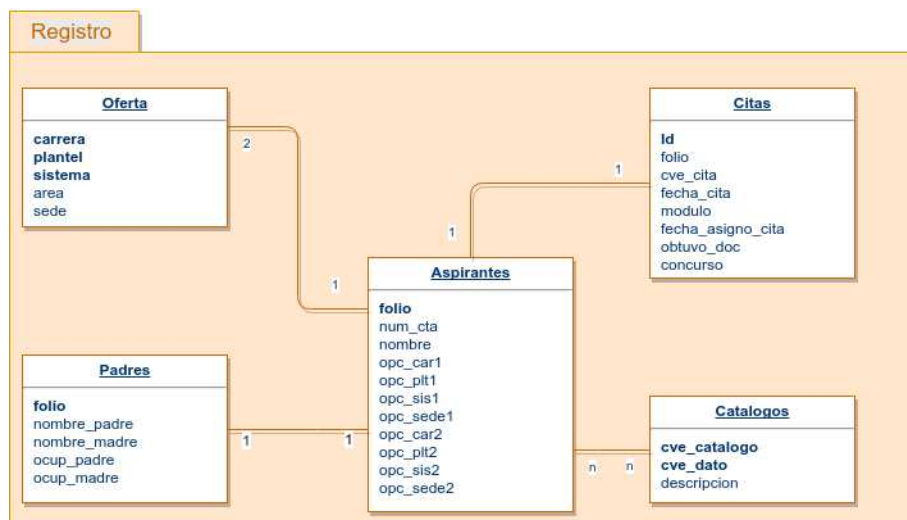 Registro
Oferta
carrera
plantel
sistema
area
sede
2
Citas
Id
folio
cve_cita
fecha_cita
modulo
fecha_asigno_cita
obtuvo_doc
concurso
1
1
1
Aspirantes
folio
num_cta
nombre
opc_car1
opc_plt1
opc_sis1
opc_sede1
opc_car2
opc_plt2
opc_sis2
opc_sede2
Padres
folio
nombre_padre
nombre_madre
ocup_padre
ocup_madre
1
1
Catalogos
cve_catalogo
cve_dato
descripcion
n
n